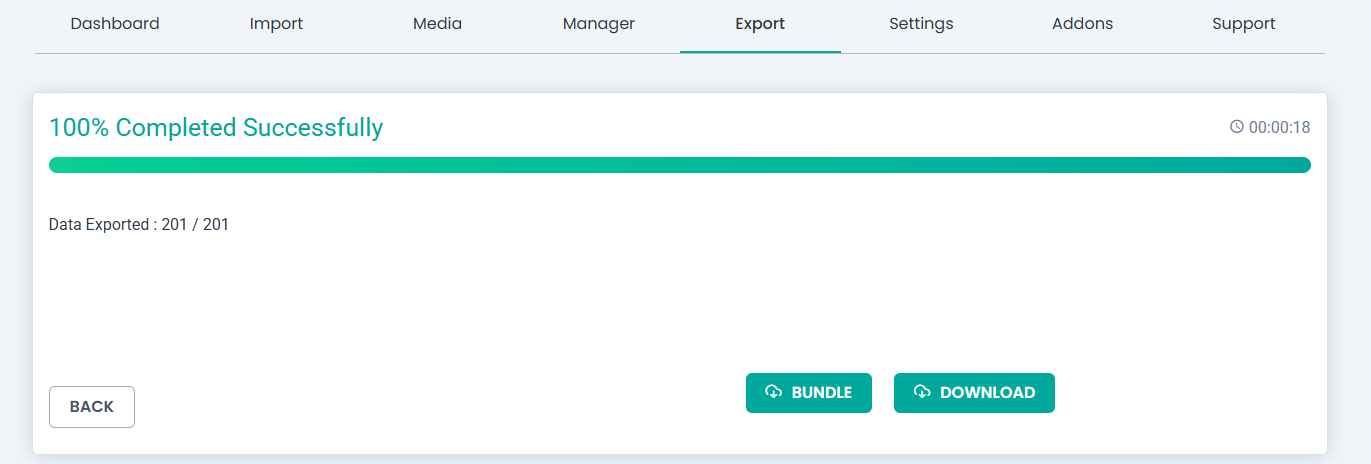 Dashboard Import Media Manager Export Settings Addons Support
100% Completed Successfully 00:00:18
Data Exported : 201 / 201
BACK BUNDLE DOWNLOAD